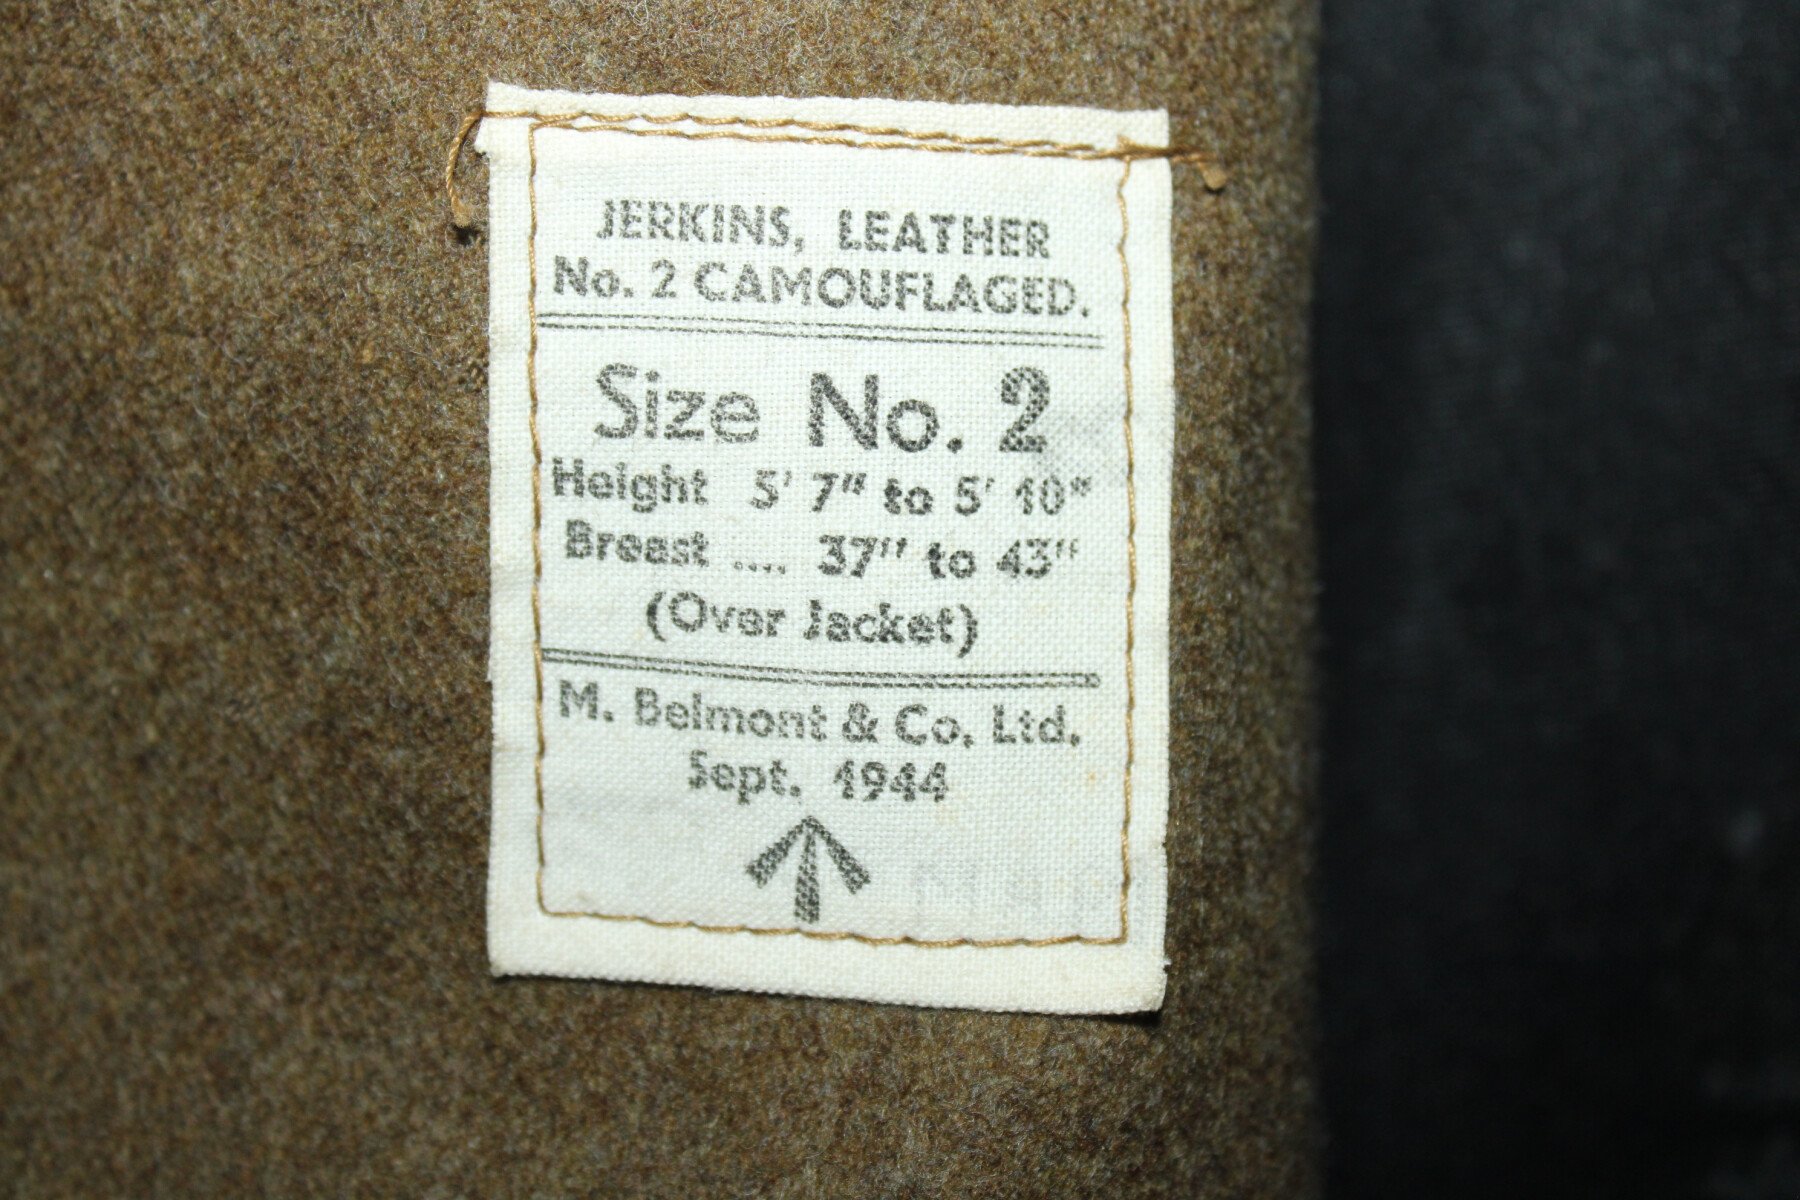 JERKINS, LEATHER
No. 2 CAMOUFLAGED.
Size No. 2
Height 5' 7" to 5' 10"
Breast .... 37" to 43"
(Over Jacket)
M. Belmont & Co. Ltd.
Sept. 1944